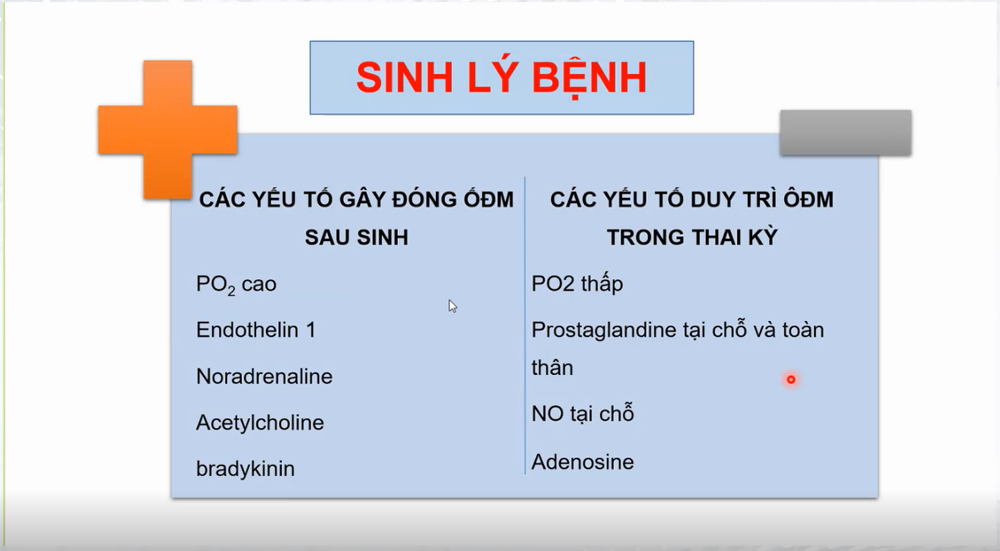 SINH LÝ BỆNH
CÁC YẾU TỐ GÂY ĐÓNG ỐĐM
SAU SINH
PO₂ cao
Endothelin 1
Noradrenaline
Acetylcholine
bradykinin
CÁC YẾU TỐ DUY TRÌ ÔĐM
TRONG THAI KỲ
PO2 thấp
Prostaglandine tại chỗ và toàn
thân
NO tại chỗ
Adenosine